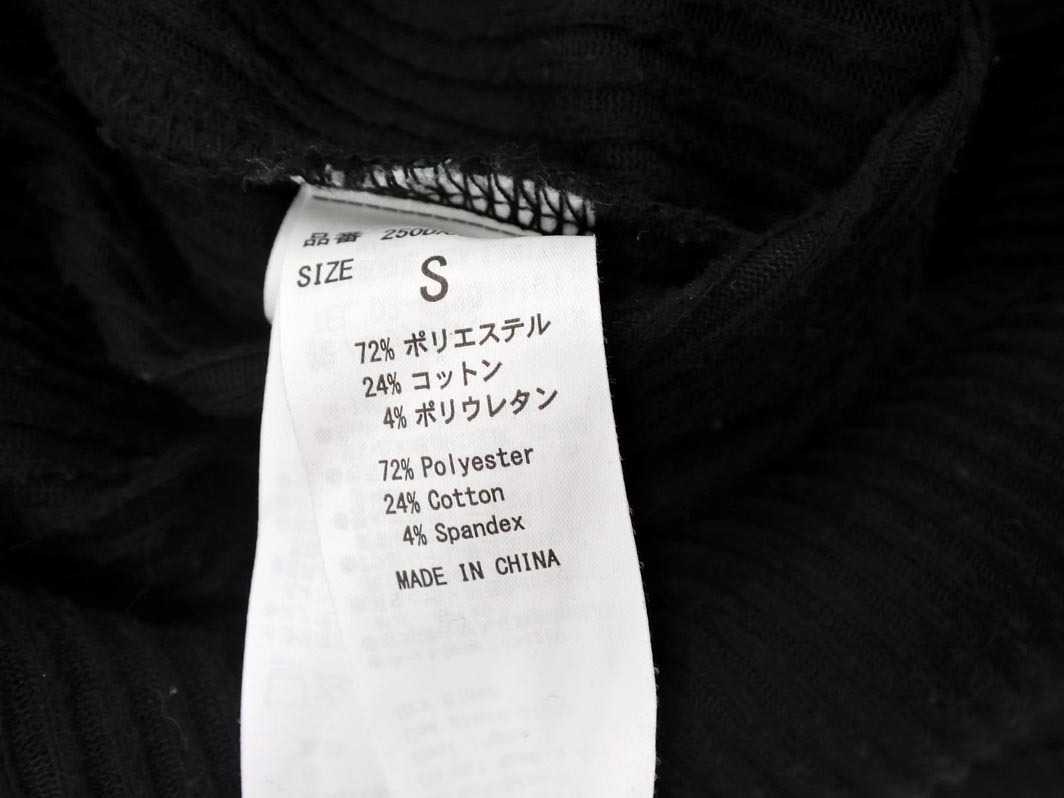 品番
SIZE S
72% ポリエステル
24% コットン
4% ポリウレタン
72% Polyester
24% Cotton
4% Spandex
MADE IN CHINA